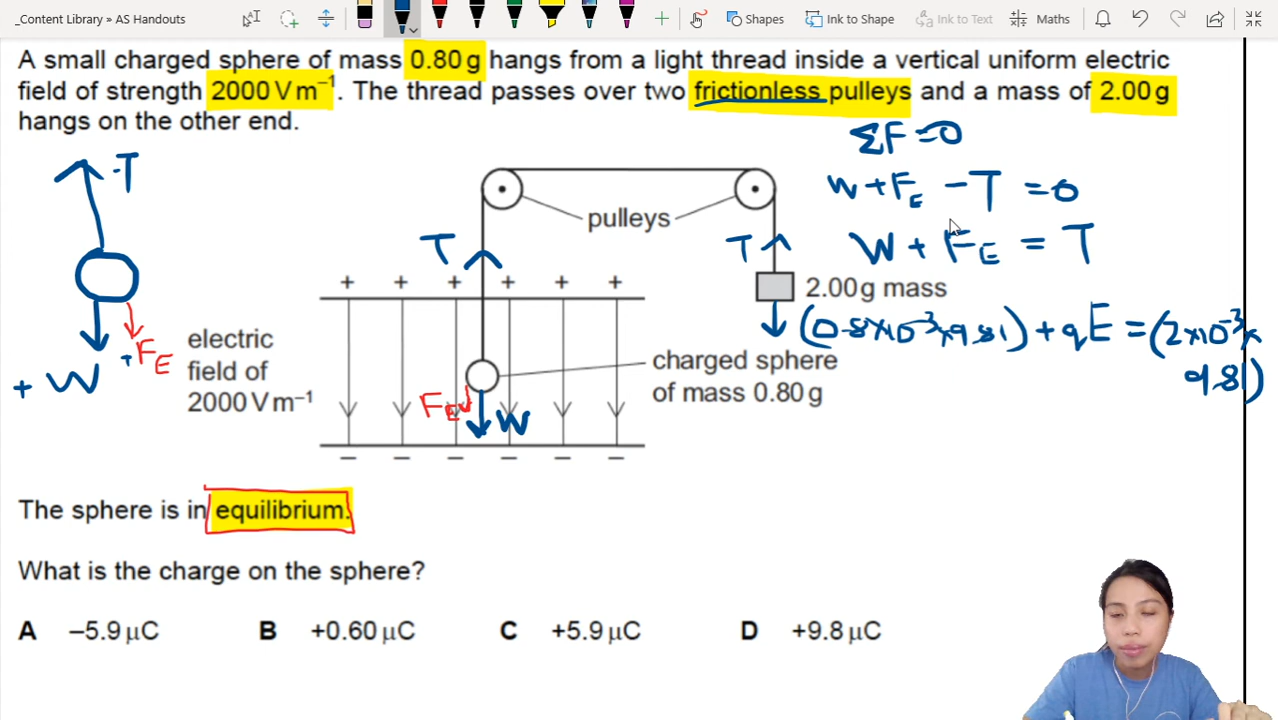 _Content Library » AS Handouts
Shapes
Ink to Shape
Ink to Text
Maths
A small charged sphere of mass 0.80 g hangs from a light thread inside a vertical uniform electric
field of strength 2000 V m⁻¹. The thread passes over two frictionless pulleys and a mass of 2.00 g
hangs on the other end.
ΣF = 0
-T
W + F_E - T = 0
pulleys
T
T
W + F_E = T
+ + + + + +
2.00 g mass
(0.8×10⁻³×9.81) + qE = (2×10⁻³×
9.81)
+F_E
+ W
electric
field of
2000 V m⁻¹
charged sphere
of mass 0.80 g
F_E
W
– – – – – –
The sphere is in equilibrium.
What is the charge on the sphere?
A –5.9 μC B +0.60 μC C +5.9 μC D +9.8 μC